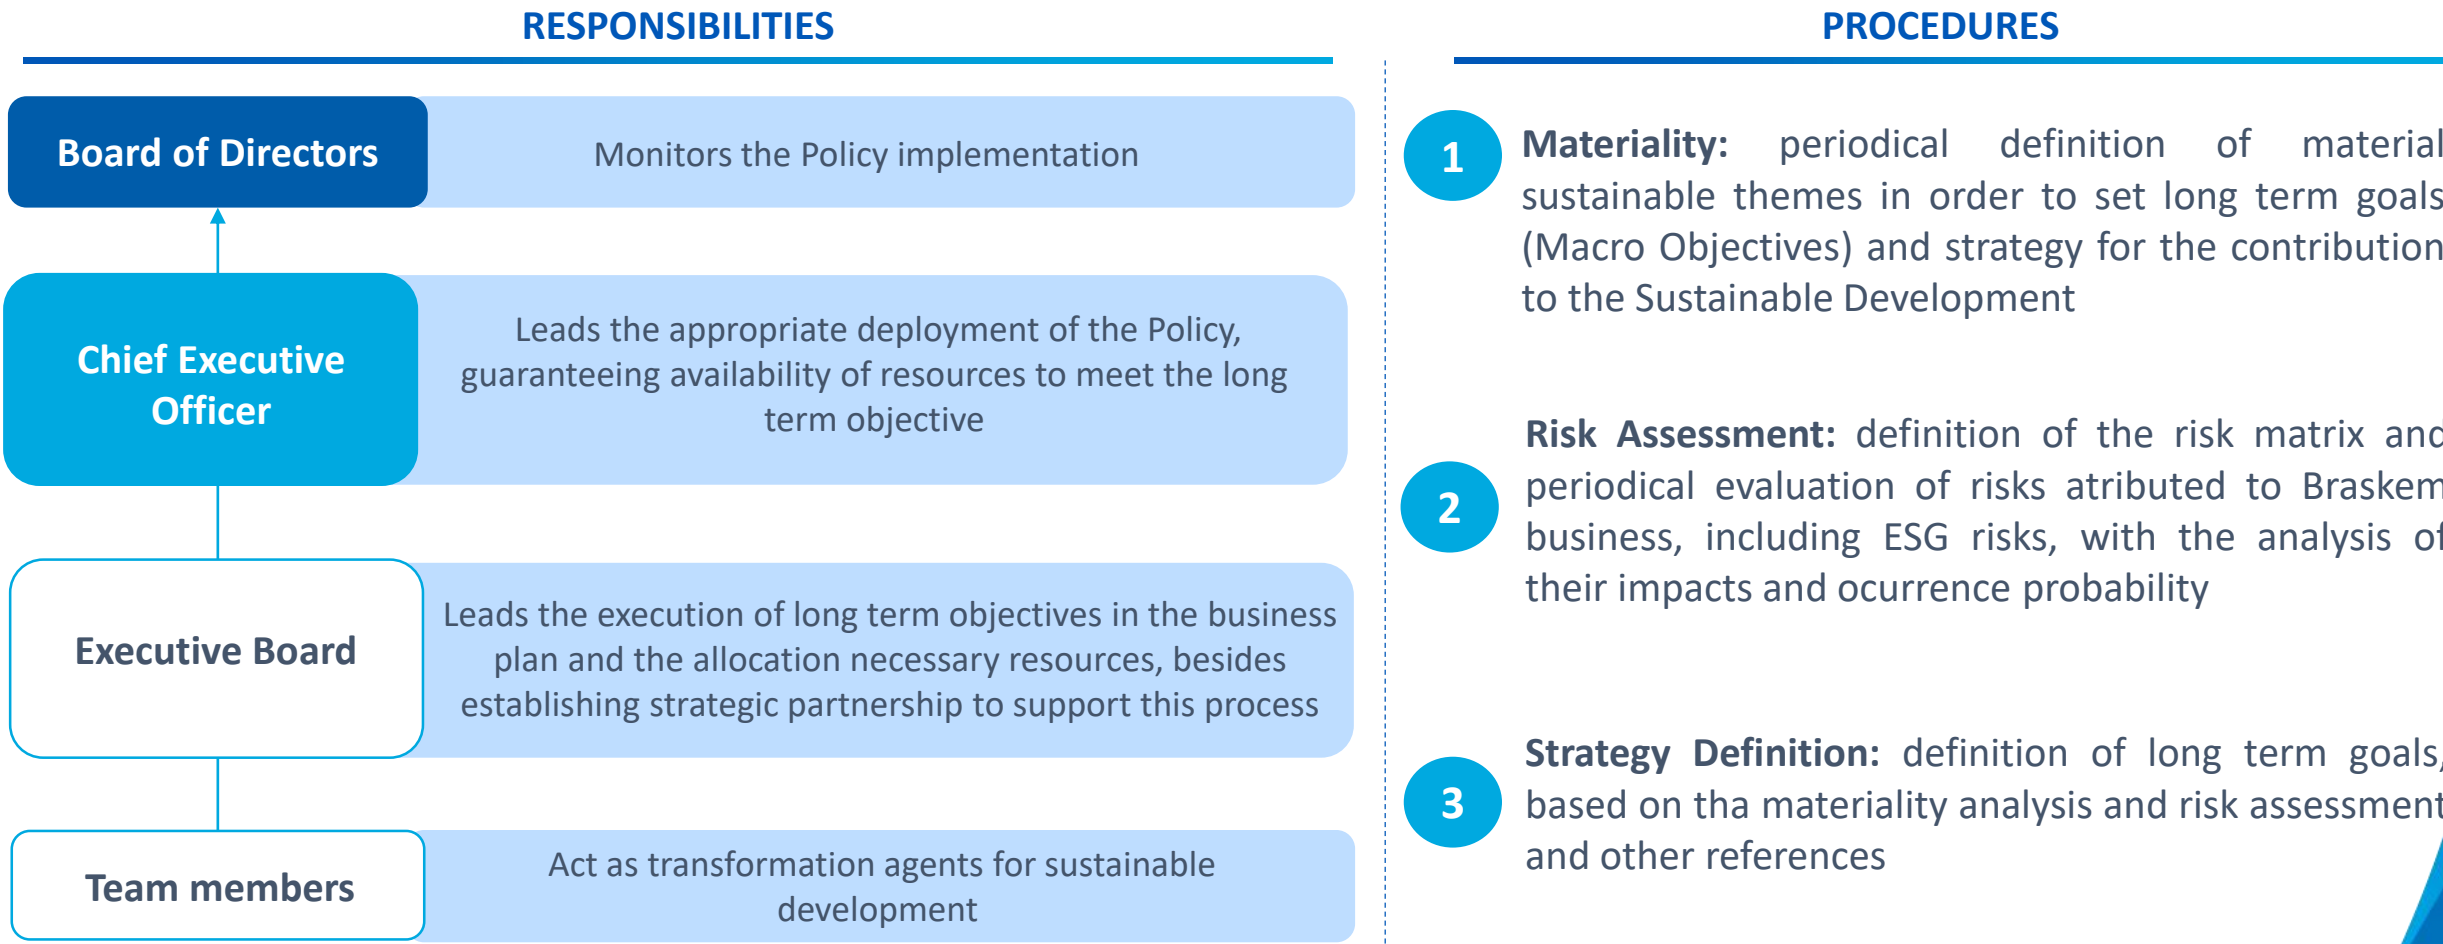 RESPONSIBILITIES
Board of Directors
Monitors the Policy implementation
Chief Executive
Officer
Leads the appropriate deployment of the Policy,
guaranteeing availability of resources to meet the long
term objective
Executive Board
Leads the execution of long term objectives in the business
plan and the allocation necessary resources, besides
establishing strategic partnership to support this process
Team members
Act as transformation agents for sustainable
development
PROCEDURES
1
Materiality: periodical definition of material
sustainable themes in order to set long term goals
(Macro Objectives) and strategy for the contribution
to the Sustainable Development
2
Risk Assessment: definition of the risk matrix and
periodical evaluation of risks atributed to Braskem
business, including ESG risks, with the analysis of
their impacts and ocurrence probability
3
Strategy Definition: definition of long term goals,
based on tha materiality analysis and risk assessment
and other references